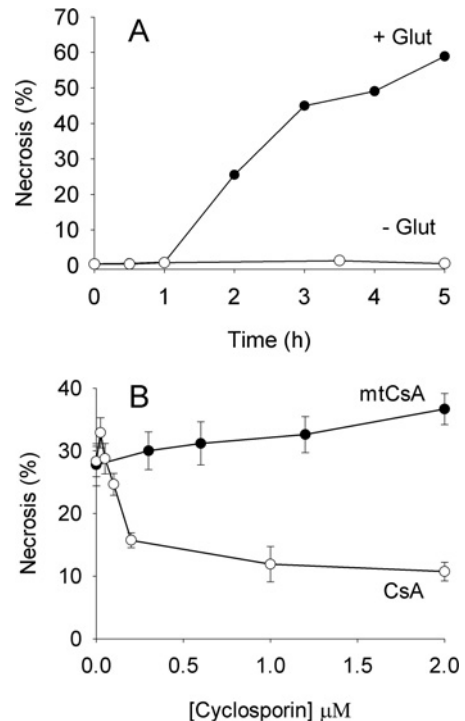 A
+ Glut
- Glut
Necrosis (%)
70
60
50
40
30
20
10
0
0 1 2 3 4 5
Time (h)
B
mtCsA
CsA
Necrosis (%)
40
30
20
10
0
0.0 0.5 1.0 1.5 2.0
[Cyclosporin] μM